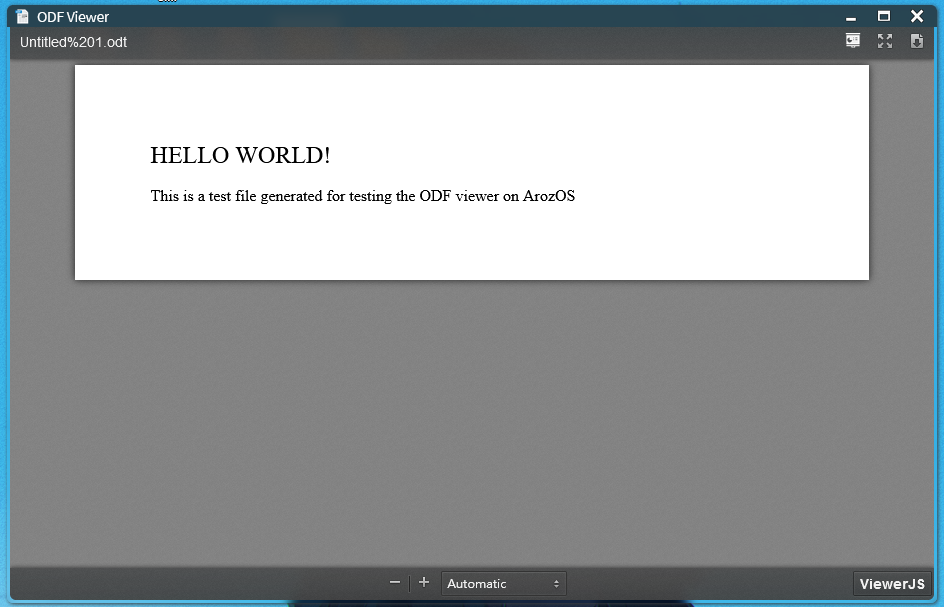 ODF Viewer
Untitled%201.odt
HELLO WORLD!
This is a test file generated for testing the ODF viewer on ArozOS
Automatic
ViewerJS